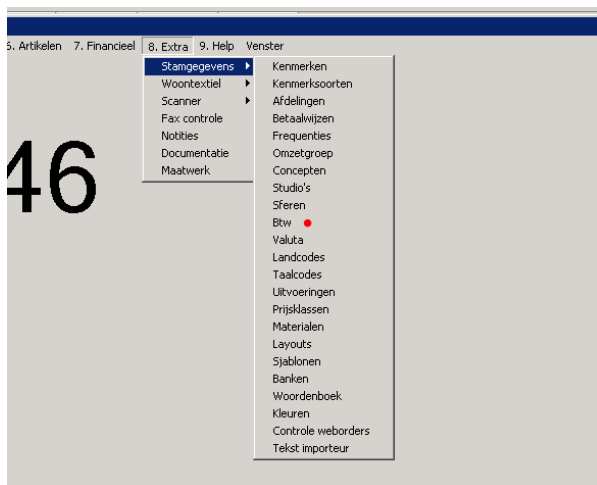 6. Artikelen 7. Financieel 8. Extra 9. Help Venster
Stamgegevens
Woontextiel
Scanner
Fax controle
Notities
Documentatie
Maatwerk
Kenmerken
Kenmerksoorten
Afdelingen
Betaalwijzen
Frequenties
Omzetgroep
Concepten
Studio's
Sferen
Btw
Valuta
Landcodes
Taalcodes
Uitvoeringen
Prijsklassen
Materialen
Layouts
Sjablonen
Banken
Woordenboek
Kleuren
Controle weborders
Tekst importeur
46